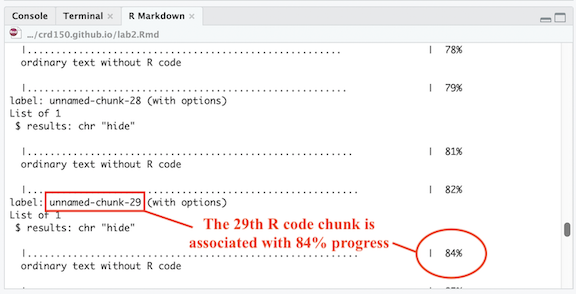 Console Terminal × R Markdown ×
.../crd150.github.io/lab2.Rmd
|...................................................... | 78%
ordinary text without R code
|....................................................... | 79%
label: unnamed-chunk-28 (with options)
List of 1
$ results: chr "hide"
|........................................................ | 81%
ordinary text without R code
|......................................................... | 82%
label: unnamed-chunk-29 (with options)
List of 1
$ results: chr "hide"
The 29th R code chunk is
associated with 84% progress
|......................................................... | 84%
ordinary text without R code